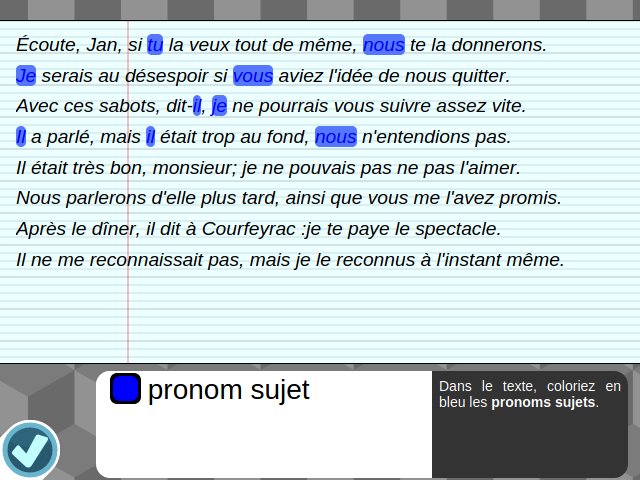 Écoute, Jan, si tu la veux tout de même, nous te la donnerons.
Je serais au désespoir si vous aviez l'idée de nous quitter.
Avec ces sabots, dit-il, je ne pourrais vous suivre assez vite.
Il a parlé, mais il était trop au fond, nous n'entendions pas.
Il était très bon, monsieur; je ne pouvais pas ne pas l'aimer.
Nous parlerons d'elle plus tard, ainsi que vous me l'avez promis.
Après le dîner, il dit à Courfeyrac :je te paye le spectacle.
Il ne me reconnaissait pas, mais je le reconnus à l'instant même.
pronom sujet
Dans le texte, coloriez en
bleu les pronoms sujets.